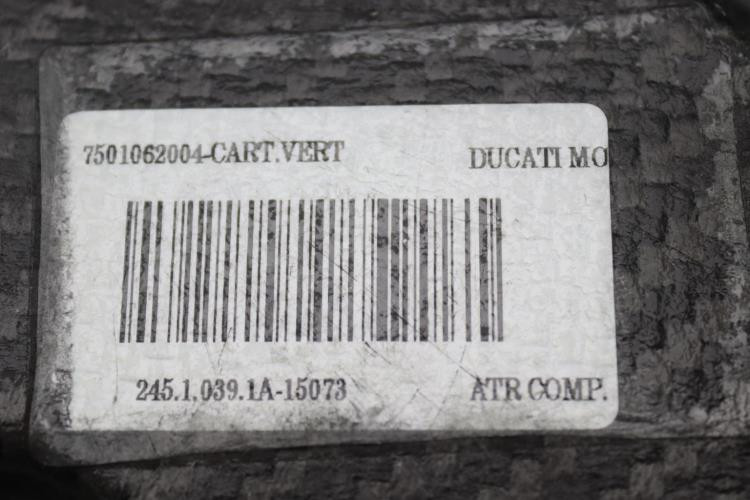 7501062004-CART.VERT DUCATI MO
245.1.039.1A-15073 ATR COMP.